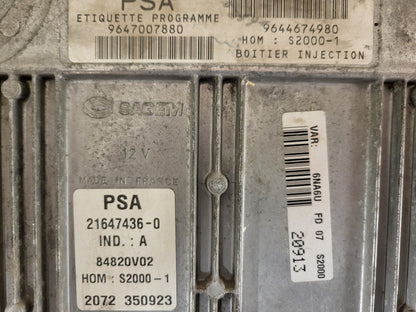 PSA
ETIQUETTE PROGRAMME
9647007880
9644674980
HOM : S2000-1
BOITIER INJECTION
SAGEM
12 V
MADE IN FRANCE
PSA
21647436-0
IND. : A
84820V02
HOM : S2000-1
2072 350923
VAR: 6NA6U FD 07 S2000
20913